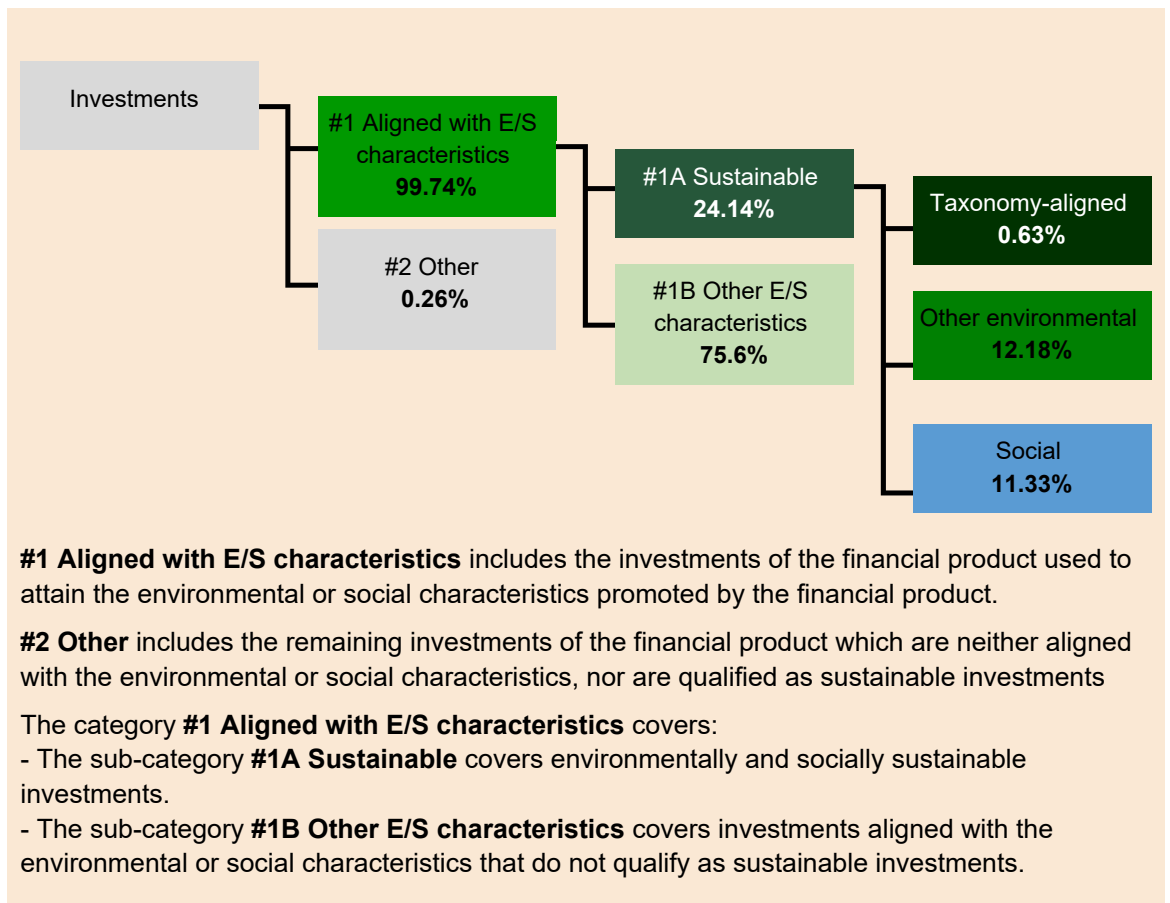 Investments
#1 Aligned with E/S
characteristics
99.74%
#2 Other
0.26%
#1A Sustainable
24.14%
#1B Other E/S
characteristics
75.6%
Taxonomy-aligned
0.63%
Other environmental
12.18%
Social
11.33%
#1 Aligned with E/S characteristics includes the investments of the financial product used to
attain the environmental or social characteristics promoted by the financial product.
#2 Other includes the remaining investments of the financial product which are neither aligned
with the environmental or social characteristics, nor are qualified as sustainable investments
The category #1 Aligned with E/S characteristics covers:
- The sub-category #1A Sustainable covers environmentally and socially sustainable
investments.
- The sub-category #1B Other E/S characteristics covers investments aligned with the
environmental or social characteristics that do not qualify as sustainable investments.